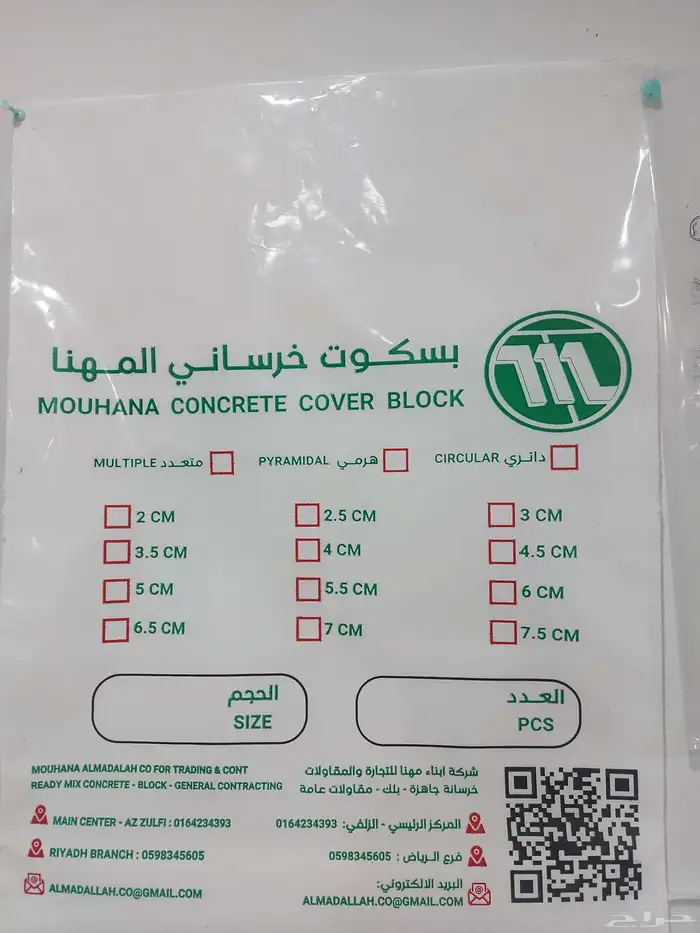 بسكوت خرساني المهنا
MOUHANA CONCRETE COVER BLOCK
MULTIPLE متعدد PYRAMIDAL هرمي CIRCULAR دائري
2 CM 2.5 CM 3 CM
3.5 CM 4 CM 4.5 CM
5 CM 5.5 CM 6 CM
6.5 CM 7 CM 7.5 CM
الحجم
SIZE
العدد
PCS
MOUHANA ALMADALAH CO FOR TRADING & CONT
READY MIX CONCRETE - BLOCK - GENERAL CONTRACTING
MAIN CENTER - AZ ZULFI : 0164234393
RIYADH BRANCH : 0598345605
ALMADALLAH.CO@GMAIL.COM
شركة ابناء مهنا للتجارة والمقاولات
خرسانة جاهزة - بلك - مقاولات عامة
المركز الرئيسي - الزلفي: 0164234393
فرع الرياض : 0598345605
البريد الالكتروني:
ALMADALLAH.CO@GMAIL.COM
حراج